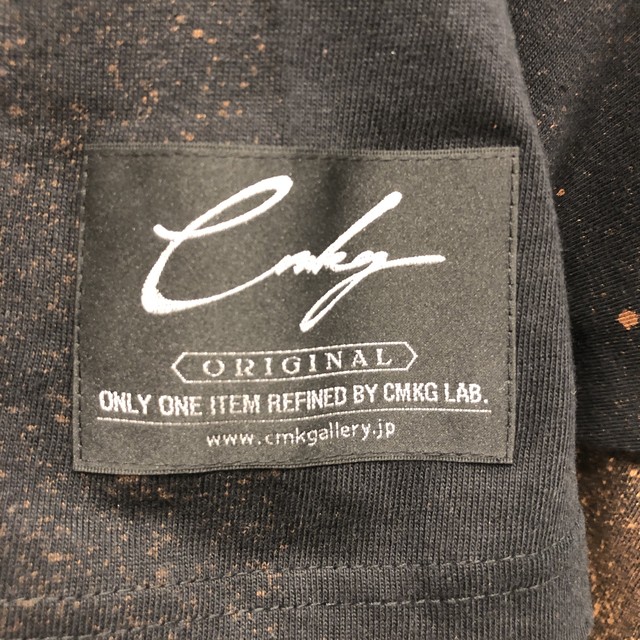 Cmkg
ORIGINAL
ONLY ONE ITEM REFINED BY CMKG LAB.
www.cmkgallery.jp